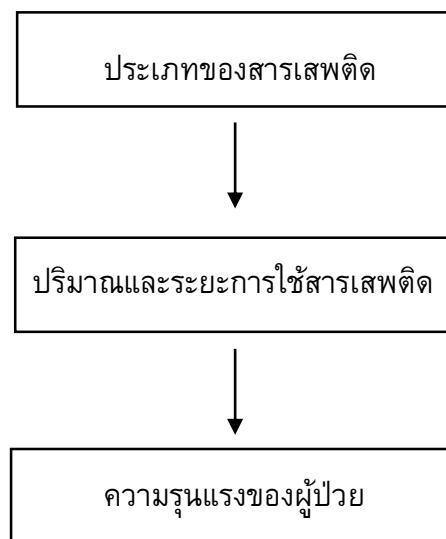 ประเภทของสารเสพติด
ปริมาณและระยะการใช้สารเสพติด
ความรุนแรงของผู้ป่วย